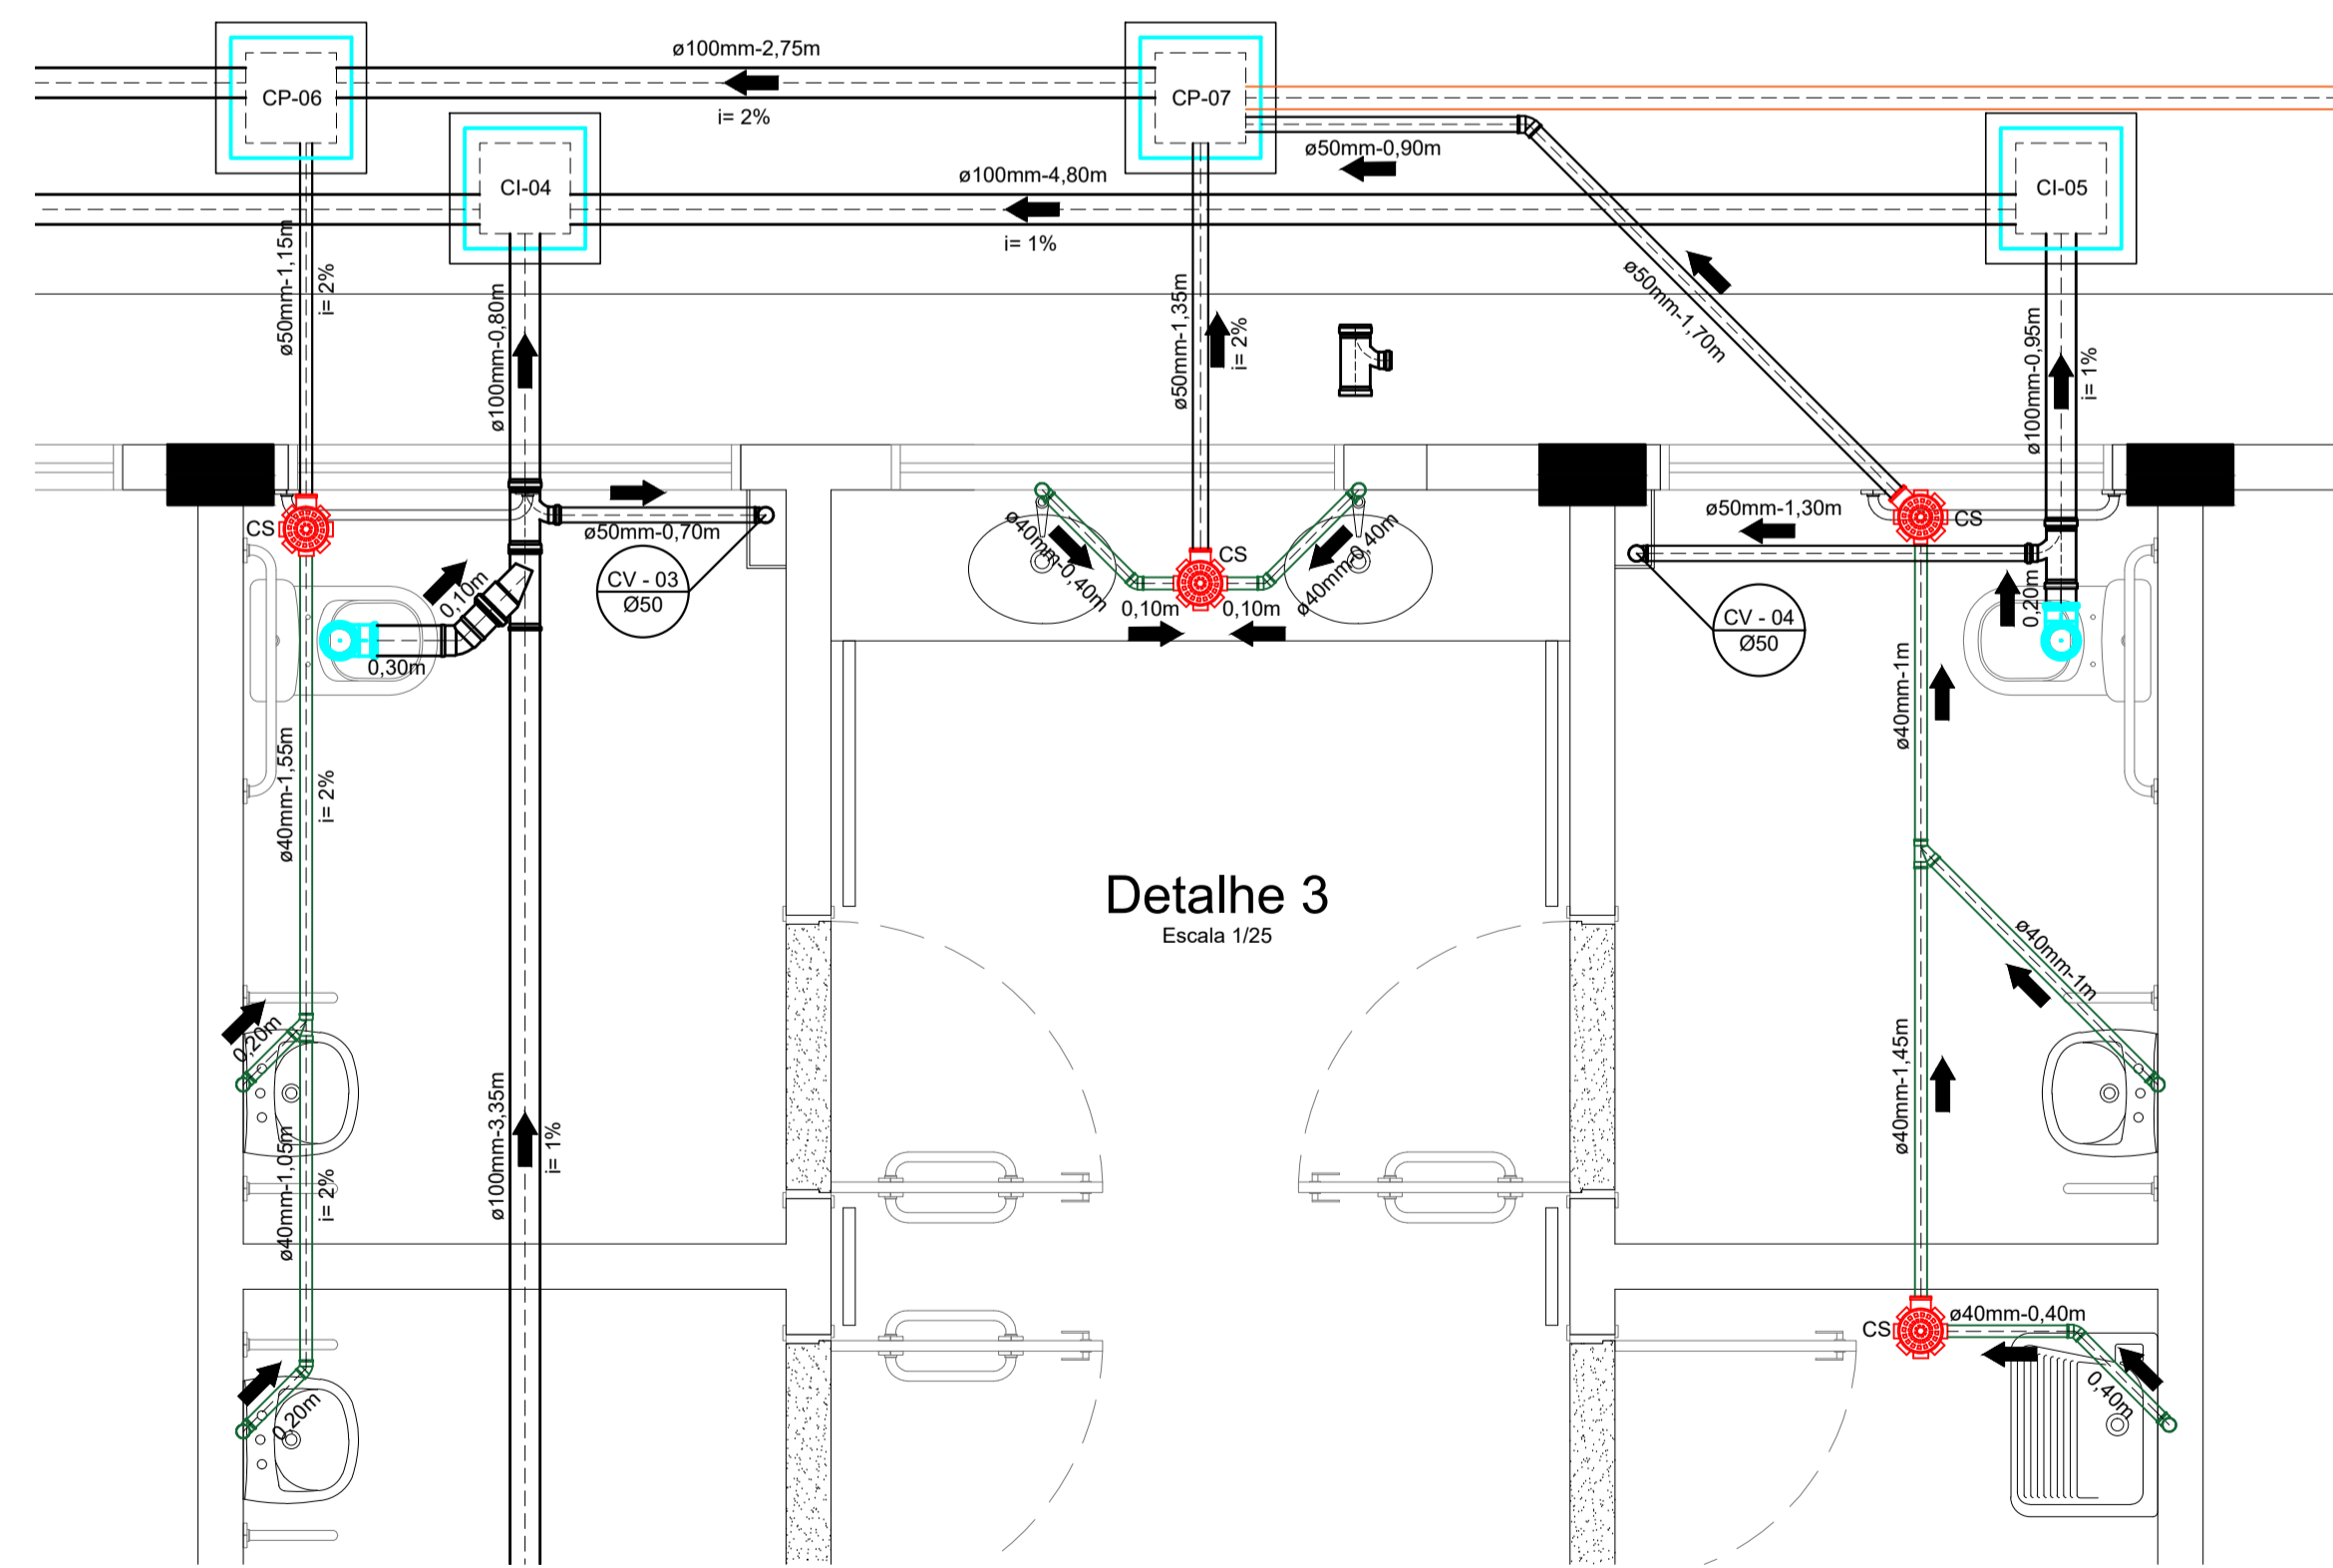 ø100mm-2,75m
CP-06
CP-07
i= 2%
ø50mm-0,90m
ø100mm-4,80m
CI-04
CI-05
i= 1%
ø50mm-1,15m
i= 2%
ø100mm-0,80m
ø50mm-1,35m
i= 2%
ø50mm-1,70m
ø100mm-0,95m
i= 1%
CS
ø50mm-0,70m
CV - 03
Ø50
0,10m
0,30m
ø40mm-0,40m
ø40mm-0,40m
CS
0,10m
0,10m
ø50mm-1,30m
CS
CV - 04
Ø50
0,20m
ø40mm-1m
ø40mm-1,55m
i= 2%
Detalhe 3
Escala 1/25
ø40mm-1m
0,20m
ø40mm-1,45m
ø40mm-1,05m
i= 2%
ø100mm-3,35m
i= 1%
CS
ø40mm-0,40m
0,40m
0,20m